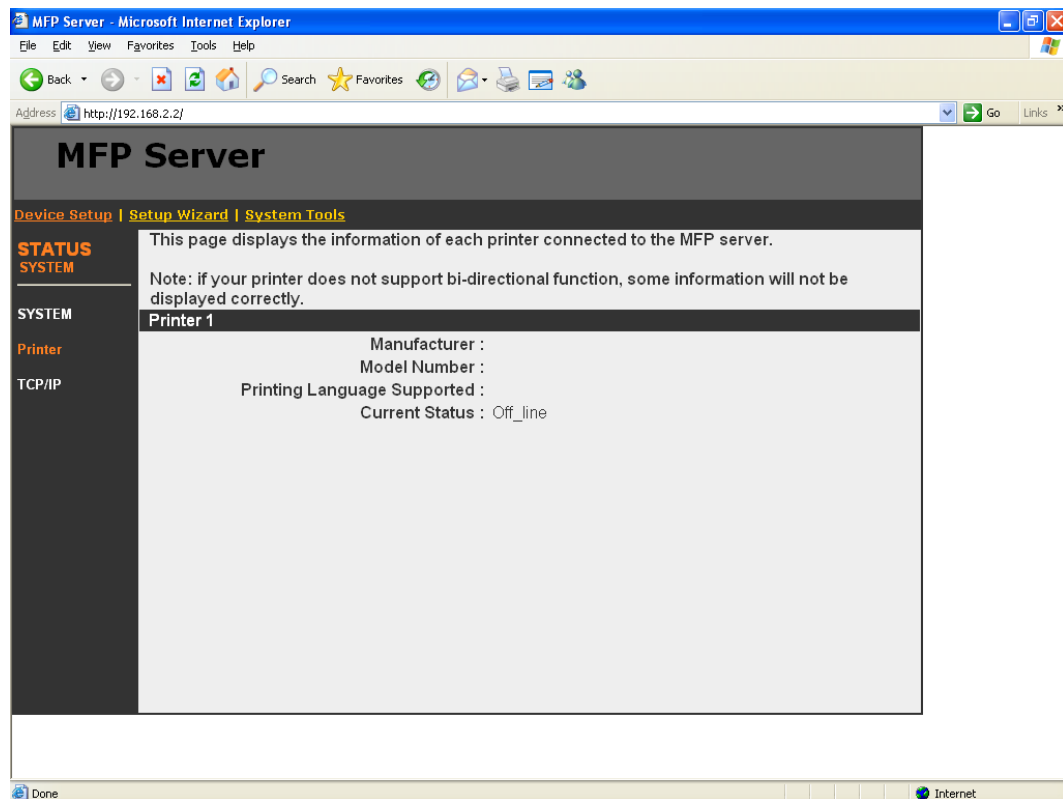 MFP Server - Microsoft Internet Explorer
File Edit View Favorites Tools Help
Back Search Favorites
Address http://192.168.2.2/ Go Links »
MFP Server
Device Setup | Setup Wizard | System Tools
STATUS
SYSTEM
SYSTEM
Printer
TCP/IP
This page displays the information of each printer connected to the MFP server.
Note: if your printer does not support bi-directional function, some information will not be
displayed correctly.
Printer 1
Manufacturer :
Model Number :
Printing Language Supported :
Current Status : Off_line
Done Internet